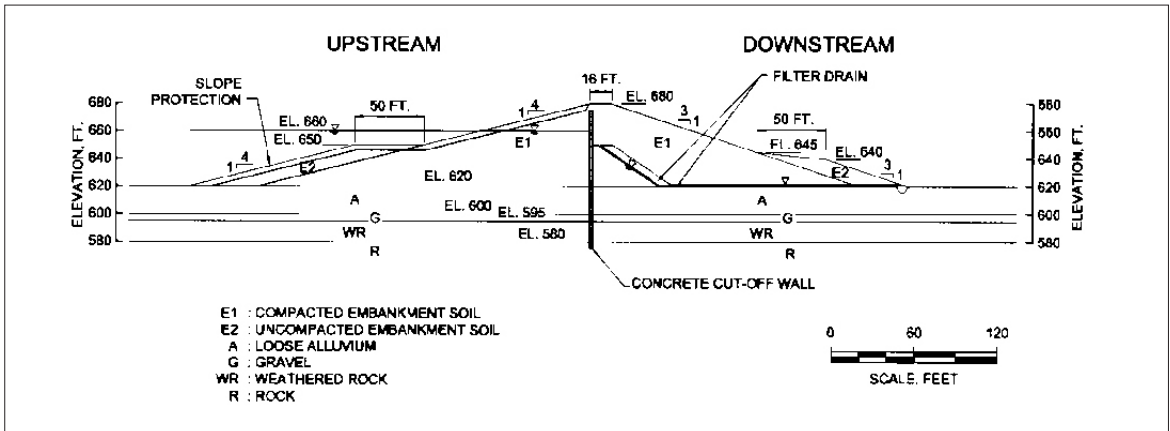 UPSTREAM
DOWNSTREAM
SLOPE
PROTECTION
16 FT.
FILTER DRAIN
50 FT.
4
1
EL. 680
3
1
50 FT.
EL. 660
EL. 650
E1
E1
EL. 645
EL. 640
4
1
E2
E2
3
1
EL. 620
A
EL. 600
A
EL. 595
G
G
WR
EL. 580
WR
R
R
CONCRETE CUT-OFF WALL
ELEVATION, FT.
680
660
640
620
600
580
ELEVATION, FT.
580
560
640
620
600
580
E1 : COMPACTED EMBANKMENT SOIL
E2 : UNCOMPACTED EMBANKMENT SOIL
A : LOOSE ALLUVIUM
G : GRAVEL
WR : WEATHERED ROCK
R : ROCK
0 60 120
SCALE, FEET